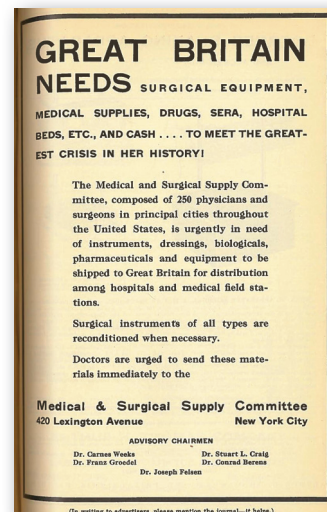 GREAT BRITAIN
NEEDS SURGICAL EQUIPMENT,
MEDICAL SUPPLIES, DRUGS, SERA, HOSPITAL
BEDS, ETC., AND CASH .... TO MEET THE GREAT-
EST CRISIS IN HER HISTORY!
The Medical and Surgical Supply Com-
mittee, composed of 250 physicians and
surgeons in principal cities throughout
the United States, is urgently in need
of instruments, dressings, biologicals,
pharmaceuticals and equipment to be
shipped to Great Britain for distribution
among hospitals and medical field sta-
tions.
Surgical instruments of all types are
reconditioned when necessary.
Doctors are urged to send these mate-
rials immediately to the
Medical & Surgical Supply Committee
420 Lexington Avenue New York City
ADVISORY CHAIRMEN
Dr. Carnes Weeks Dr. Stuart L. Craig
Dr. Franz Groedel Dr. Conrad Berens
Dr. Joseph Felsen
(In writing to advertisers, please mention the journal—it helps.)